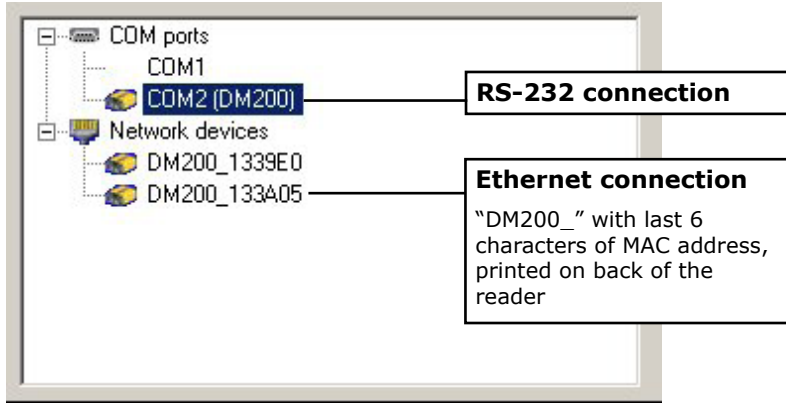 COM ports
COM1
COM2 (DM200)
Network devices
DM200_1339E0
DM200_133A05
RS-232 connection
Ethernet connection
“DM200_” with last 6
characters of MAC address,
printed on back of the
reader